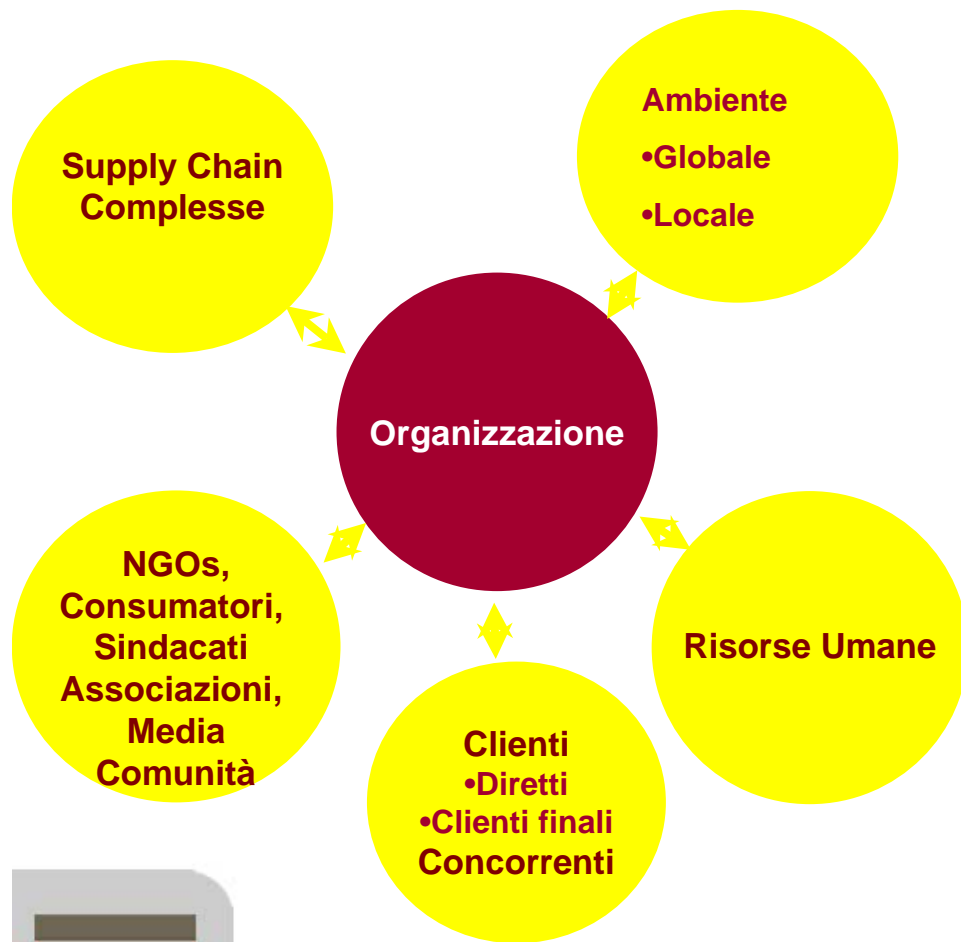 Supply Chain
Complesse
Ambiente
•Globale
•Locale
Organizzazione
NGOs,
Consumatori,
Sindacati
Associazioni,
Media
Comunità
Risorse Umane
Clienti
•Diretti
•Clienti finali
Concorrenti